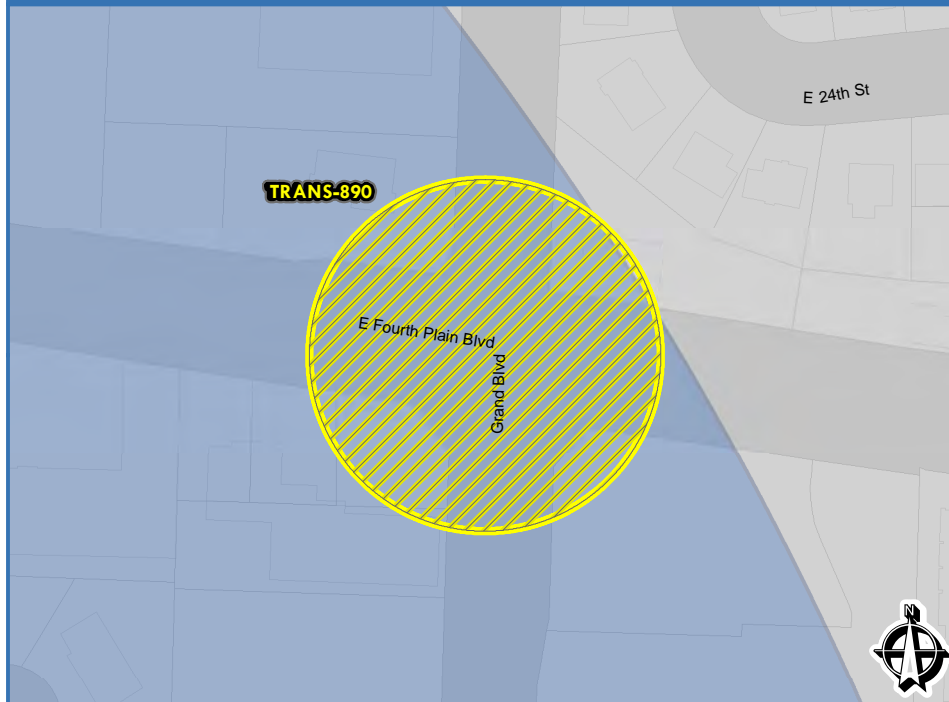 E 24th St
TRANS-890
E Fourth Plain Blvd
Grand Blvd
N